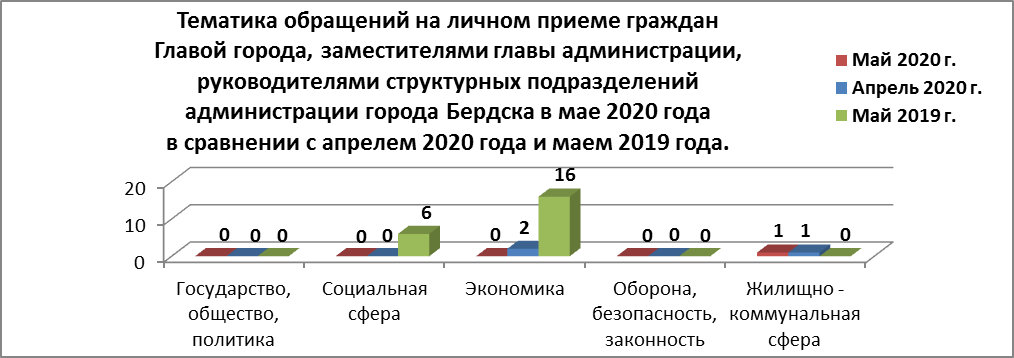 Тематика обращений на личном приеме граждан
Главой города, заместителями главы администрации,
руководителями структурных подразделений
администрации города Бердска в мае 2020 года
в сравнении с апрелем 2020 года и маем 2019 года.
Май 2020 г.
Апрель 2020 г.
Май 2019 г.
20
10
0
0 0 0
0 0 6
0 2 16
0 0 0
1 1 0
Государство,
общество,
политика
Социальная
сфера
Экономика
Оборона,
безопасность,
законность
Жилищно -
коммунальная
сфера